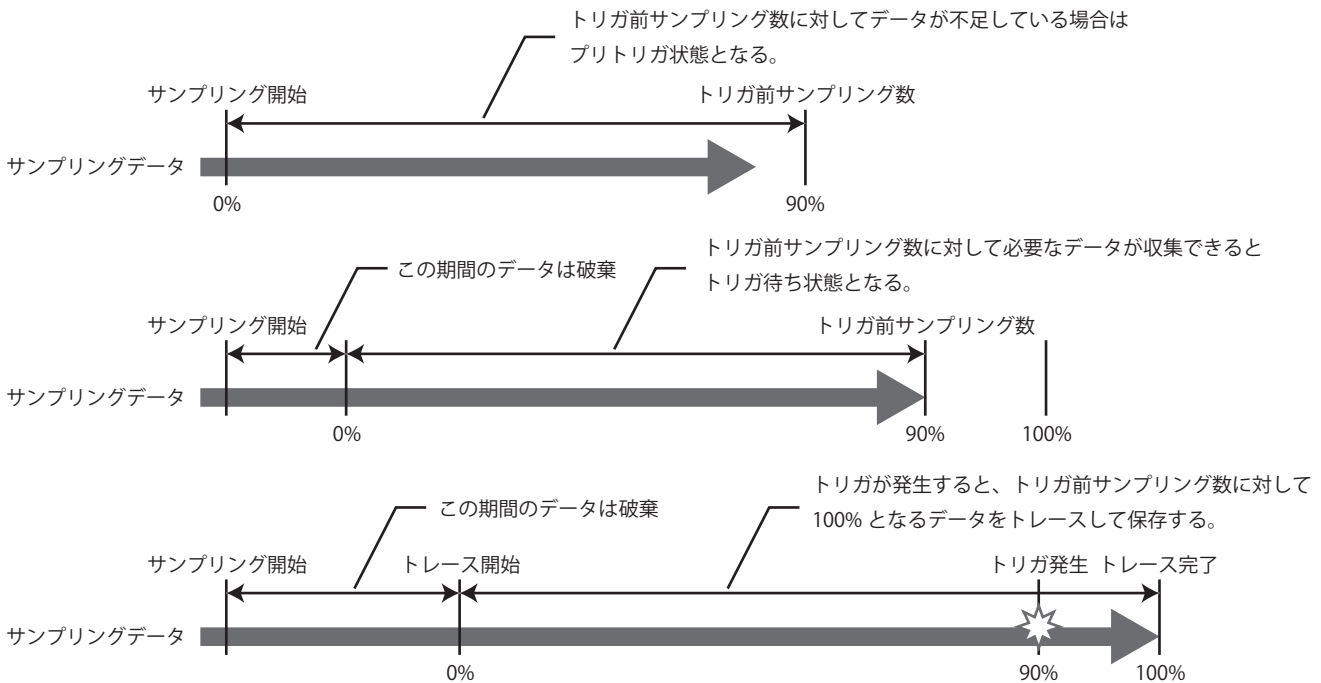 トリガ前サンプリング数に対してデータが不足している場合は
プリトリガ状態となる。
サンプリング開始
トリガ前サンプリング数
サンプリングデータ
0%
90%
トリガ前サンプリング数に対して必要なデータが収集できると
トリガ待ち状態となる。
この期間のデータは破棄
サンプリング開始
トリガ前サンプリング数
サンプリングデータ
0%
90%
100%
トリガが発生すると、トリガ前サンプリング数に対して
100% となるデータをトレースして保存する。
この期間のデータは破棄
サンプリング開始
トレース開始
トリガ発生
トレース完了
サンプリングデータ
0%
90%
100%